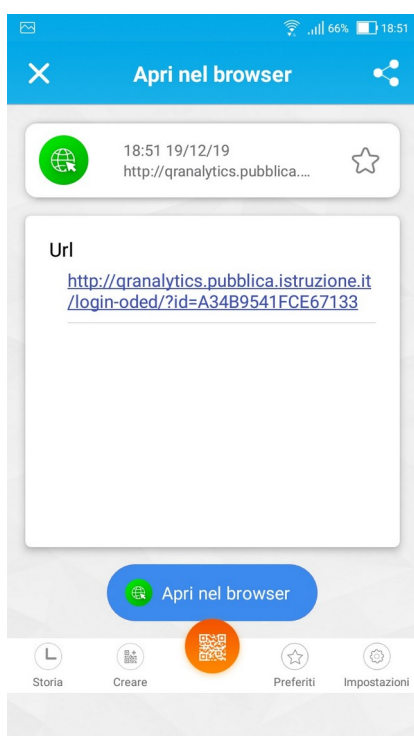 66% 18:51
Apri nel browser
18:51 19/12/19
http://qranalytics.pubblica....
Url
http://qranalytics.pubblica.istruzione.it
/login-oded/?id=A34B9541FCE67133
Apri nel browser
Storia Creare Preferiti Impostazioni